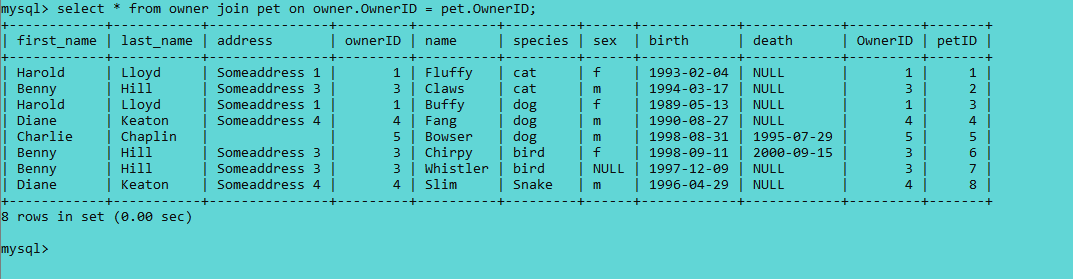 mysql> select * from owner join pet on owner.OwnerID = pet.OwnerID;
+------------+-----------+---------------+---------+----------+---------+------+------------+------------+---------+-------+
| first_name | last_name | address       | ownerID | name     | species | sex  | birth      | death      | OwnerID | petID |
+------------+-----------+---------------+---------+----------+---------+------+------------+------------+---------+-------+
| Harold     | Lloyd     | Someaddress 1 |       1 | Fluffy   | cat     | f    | 1993-02-04 | NULL       |       1 |     1 |
| Benny      | Hill      | Someaddress 3 |       3 | Claws    | cat     | m    | 1994-03-17 | NULL       |       3 |     2 |
| Harold     | Lloyd     | Someaddress 1 |       1 | Buffy    | dog     | f    | 1989-05-13 | NULL       |       1 |     3 |
| Diane      | Keaton    | Someaddress 4 |       4 | Fang     | dog     | m    | 1990-08-27 | NULL       |       4 |     4 |
| Charlie    | Chaplin   |               |       5 | Bowser   | dog     | m    | 1998-08-31 | 1995-07-29 |       5 |     5 |
| Benny      | Hill      | Someaddress 3 |       3 | Chirpy   | bird    | f    | 1998-09-11 | 2000-09-15 |       3 |     6 |
| Benny      | Hill      | Someaddress 3 |       3 | Whistler | bird    | NULL | 1997-12-09 | NULL       |       3 |     7 |
| Diane      | Keaton    | Someaddress 4 |       4 | Slim     | Snake   | m    | 1996-04-29 | NULL       |       4 |     8 |
+------------+-----------+---------------+---------+----------+---------+------+------------+------------+---------+-------+
8 rows in set (0.00 sec)
mysql>